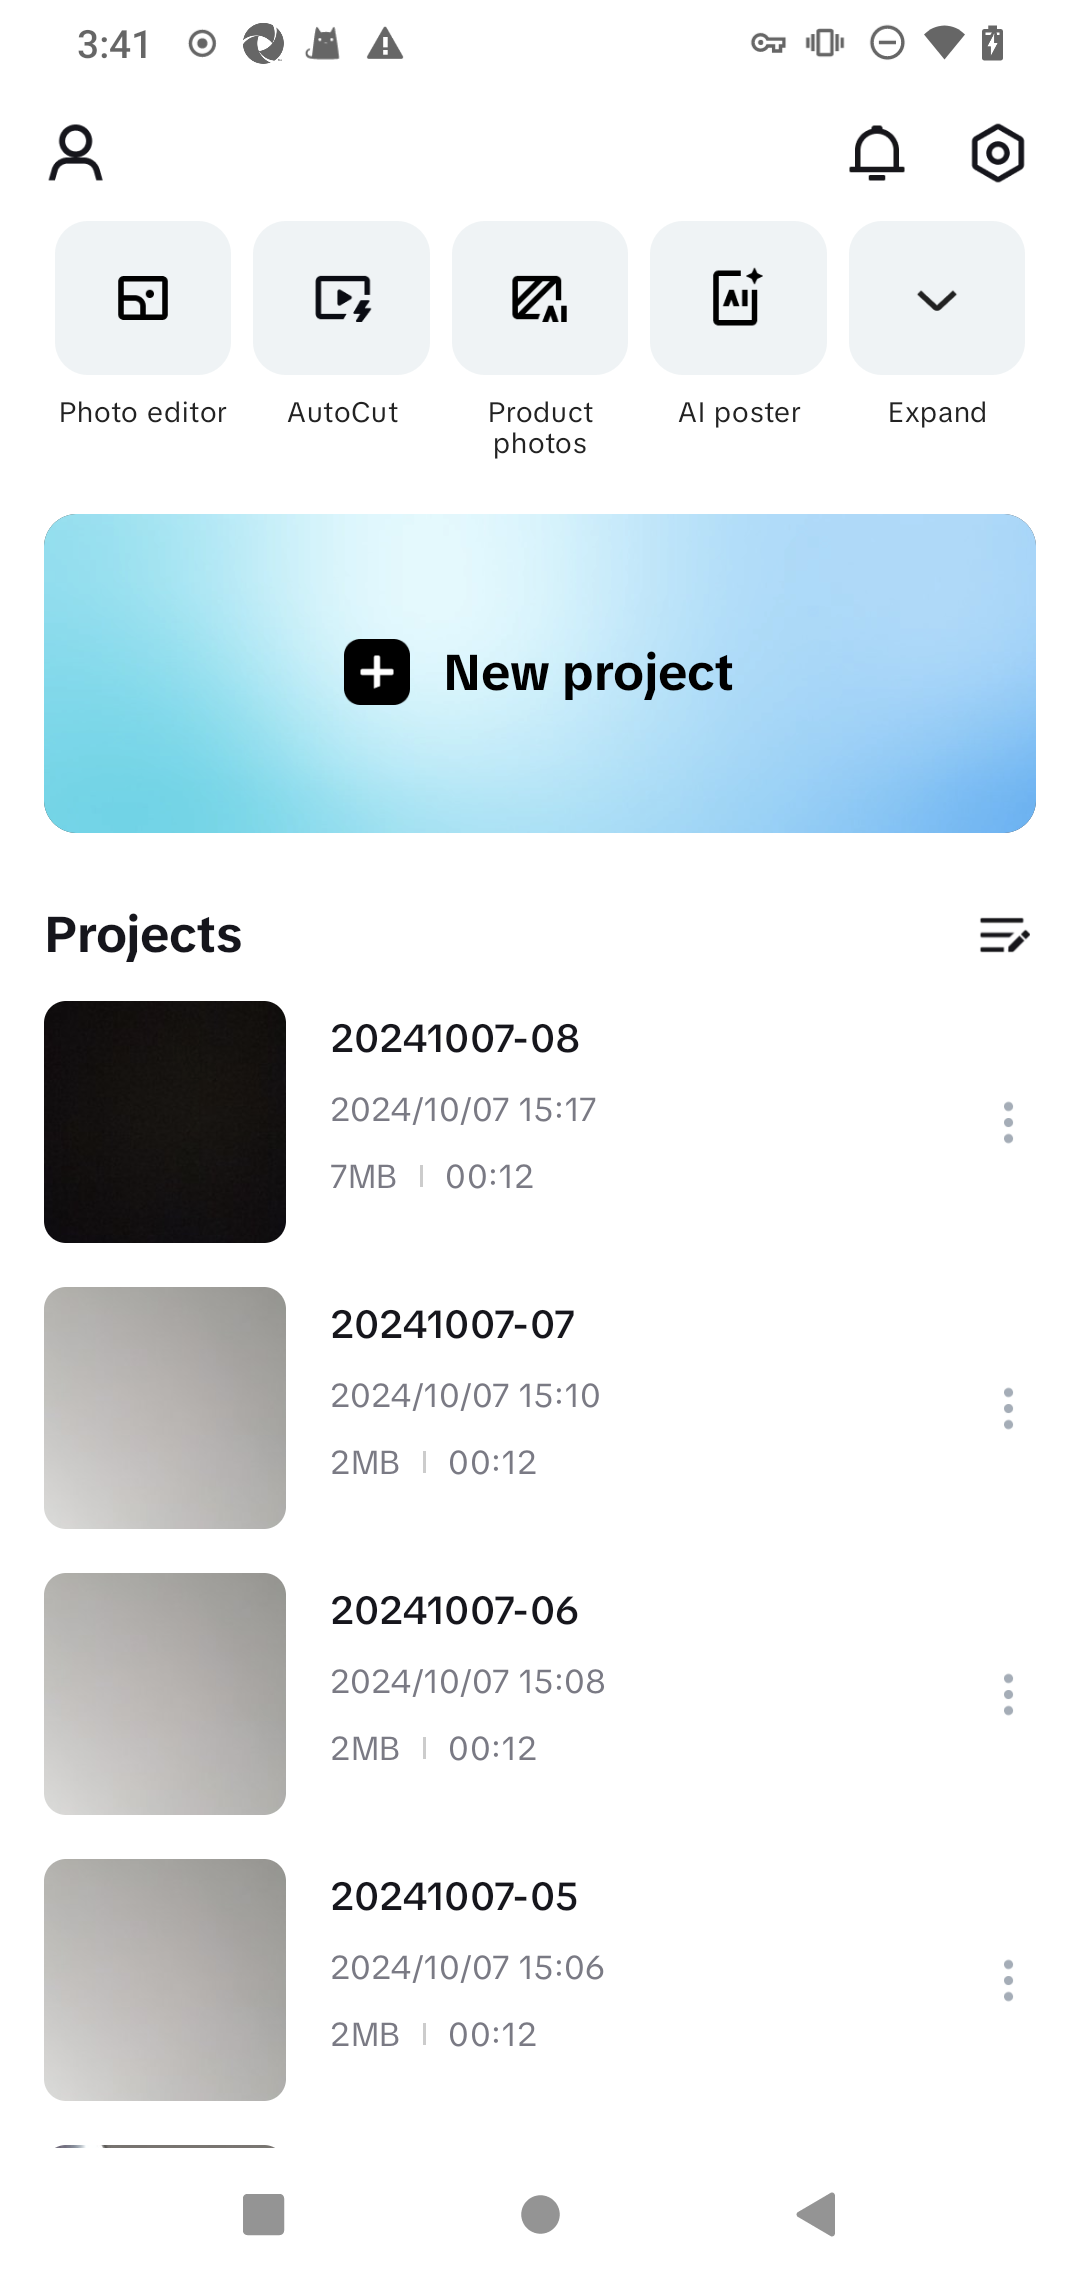 3:41
Photo editor
AutoCut
Product
photos
AI poster
Expand
New project
Projects
20241007-08
2024/10/07 15:17
7MB | 00:12
20241007-07
2024/10/07 15:10
2MB | 00:12
20241007-06
2024/10/07 15:08
2MB | 00:12
20241007-05
2024/10/07 15:06
2MB | 00:12